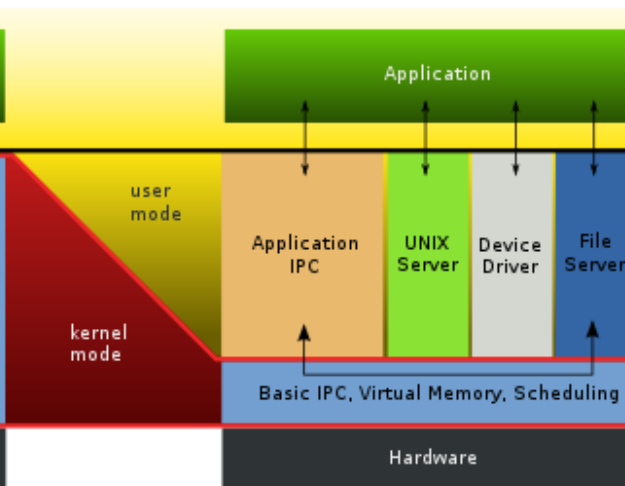 Application
user
mode
Application
IPC
UNIX
Server
Device
Driver
File
Server
kernel
mode
Basic IPC, Virtual Memory, Scheduling
Hardware